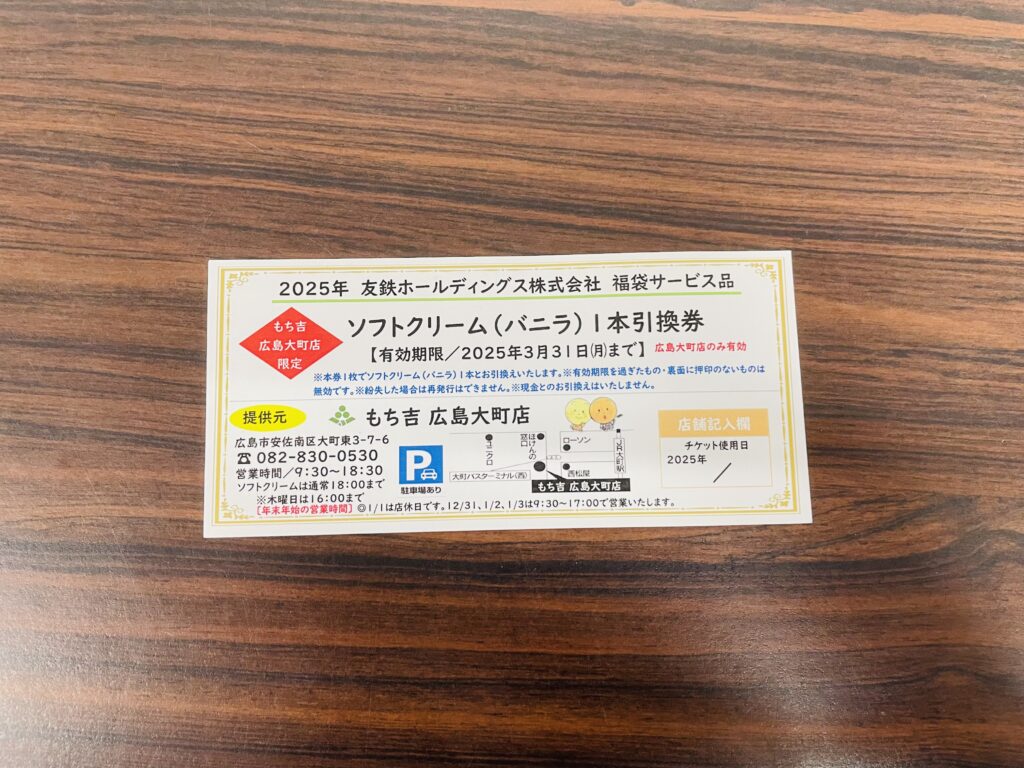 2025年 友鉄ホールディングス株式会社 福袋サービス品
もち吉
広島大町店
限定
ソフトクリーム(バニラ)1本引換券
【有効期限/2025年3月31日㈪まで】 広島大町店のみ有効
※本券1枚でソフトクリーム(バニラ)1本とお引換えいたします。※有効期限を過ぎたもの・裏面に押印のないものは
無効です。※紛失した場合は再発行はできません。※現金とのお引換えはいたしません。
提供元
もち吉 広島大町店
広島市安佐南区大町東3-7-6
☎082-830-0530
営業時間/9:30〜18:30
ソフトクリームは通常18:00まで
※木曜日は16:00まで
P
駐車場あり
ユニクロ
ほけんの窓口
ローソン
JR大町駅
大町バスターミナル(西)
西松屋
もち吉 広島大町店
店舗記入欄
チケット使用日
2025年
/
[年末年始の営業時間]◎1/1は店休日です。12/31、1/2、1/3は9:30〜17:00で営業いたします。